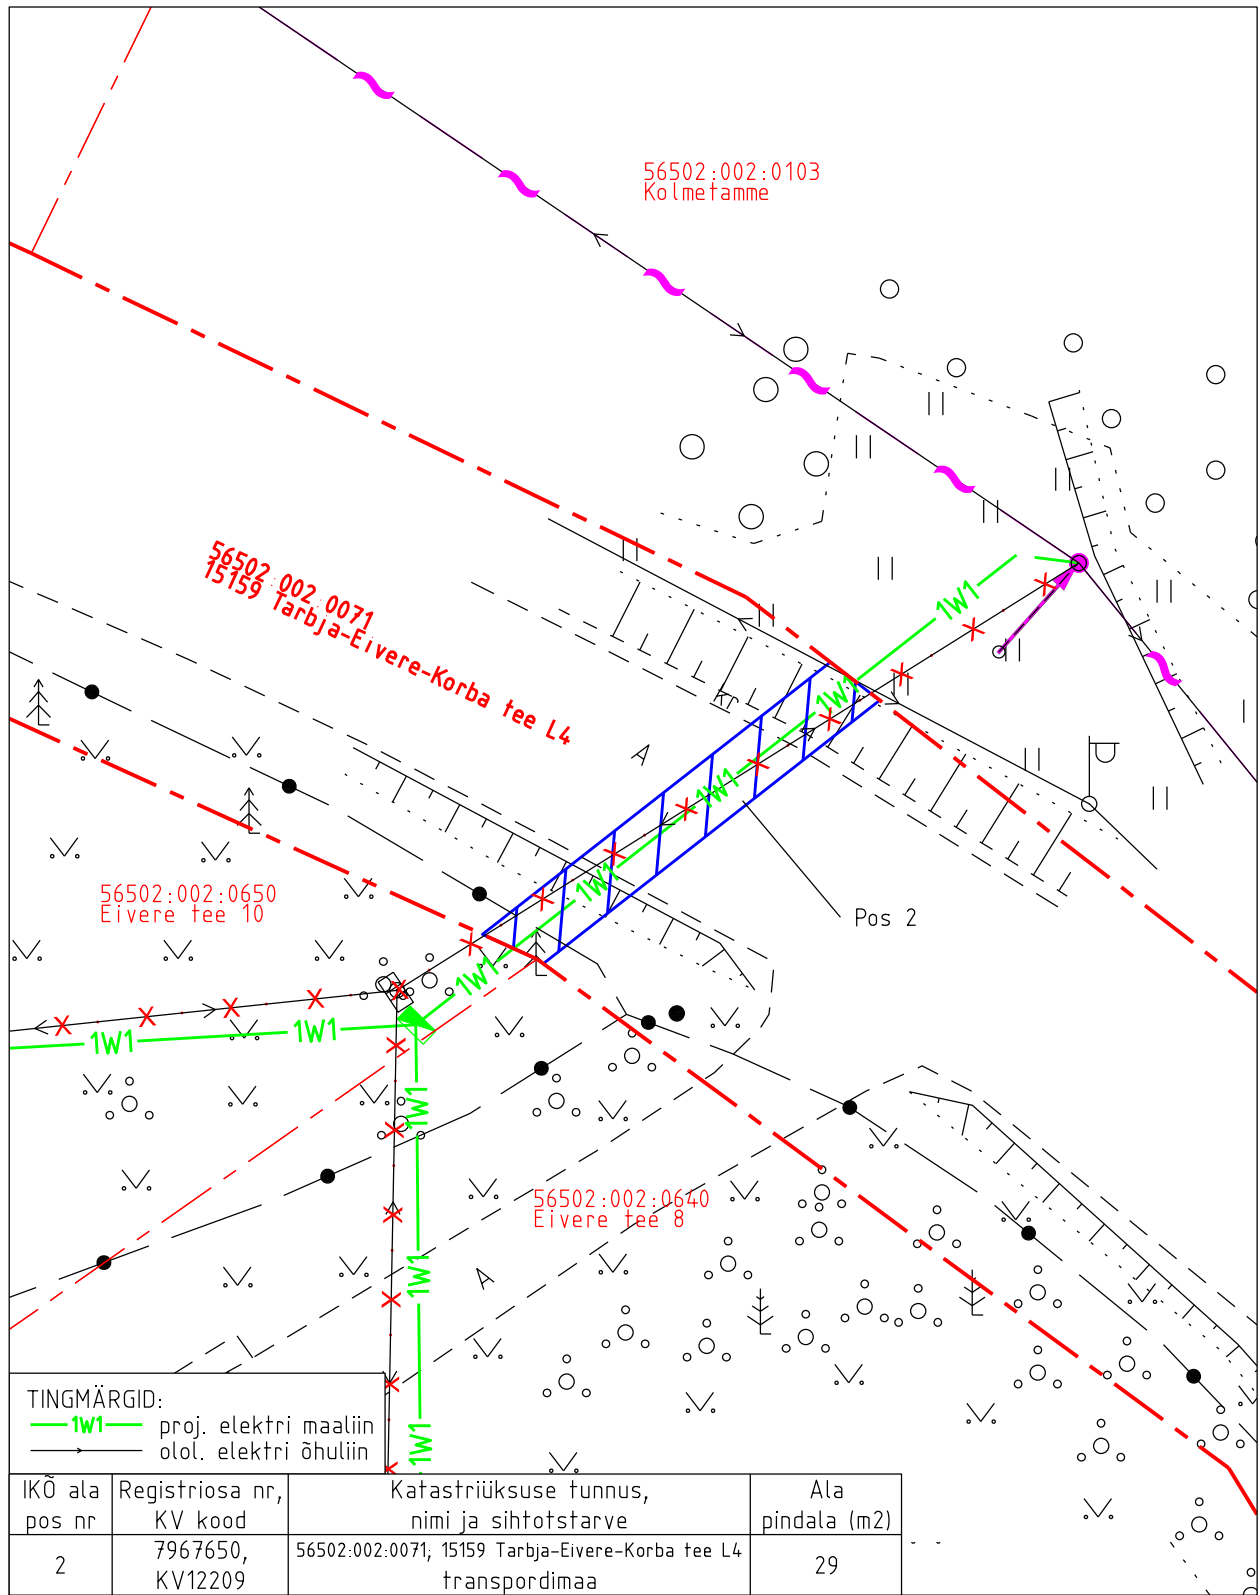 56502:002:0103
Kolmetamme
56502:002:0071
15159 Tarbja-Eivere-Korba tee L4
1W1
kr
1W1
A
1W1
56502:002:0650
Eivere tee 10
1W1
Pos 2
1W1
1W1
1W1
1W1
56502:002:0640
Eivere tee 8
1W1
A
1W1
TINGMÄRGID:
1W1 proj. elektri maaliin
olol. elektri õhuliin
IKÕ ala pos nr
Registriosa nr, KV kood
Katastriüksuse tunnus, nimi ja sihtotstarve
Ala pindala (m2)
2
7967650, KV12209
56502:002:0071; 15159 Tarbja-Eivere-Korba tee L4 transpordimaa
29